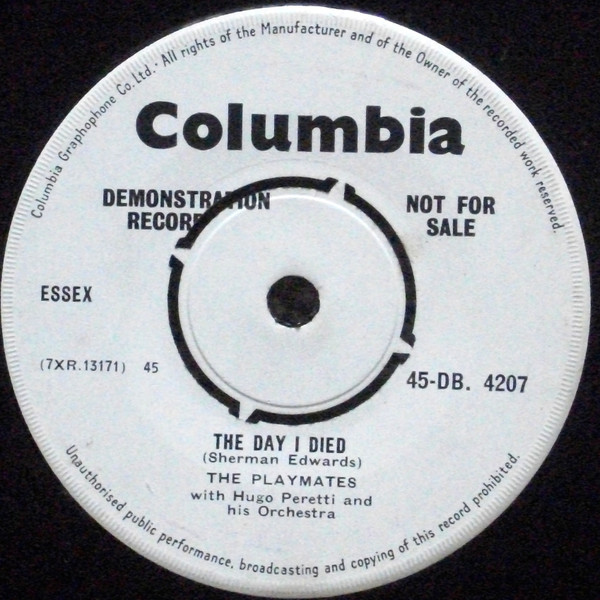 Columbia Graphophone Co. Ltd. · All rights of the Manufacturer and of the Owner of the recorded work reserved.
Columbia
DEMONSTRATION
RECORD
NOT FOR
SALE
ESSEX
(7XR.13171) 45
45-DB. 4207
THE DAY I DIED
(Sherman Edwards)
THE PLAYMATES
with Hugo Peretti and
his Orchestra
Unauthorised public performance, broadcasting and copying of this record prohibited.